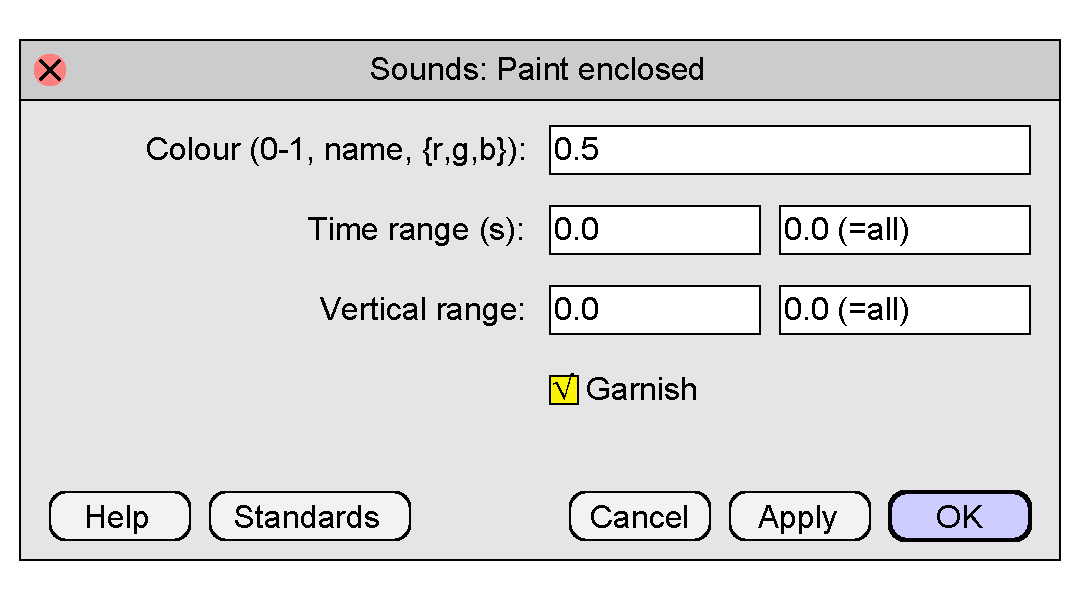 Sounds: Paint enclosed
Colour (0-1, name, {r,g,b}): 0.5
Time range (s): 0.0 0.0 (=all)
Vertical range: 0.0 0.0 (=all)
√ Garnish
Help Standards Cancel Apply OK